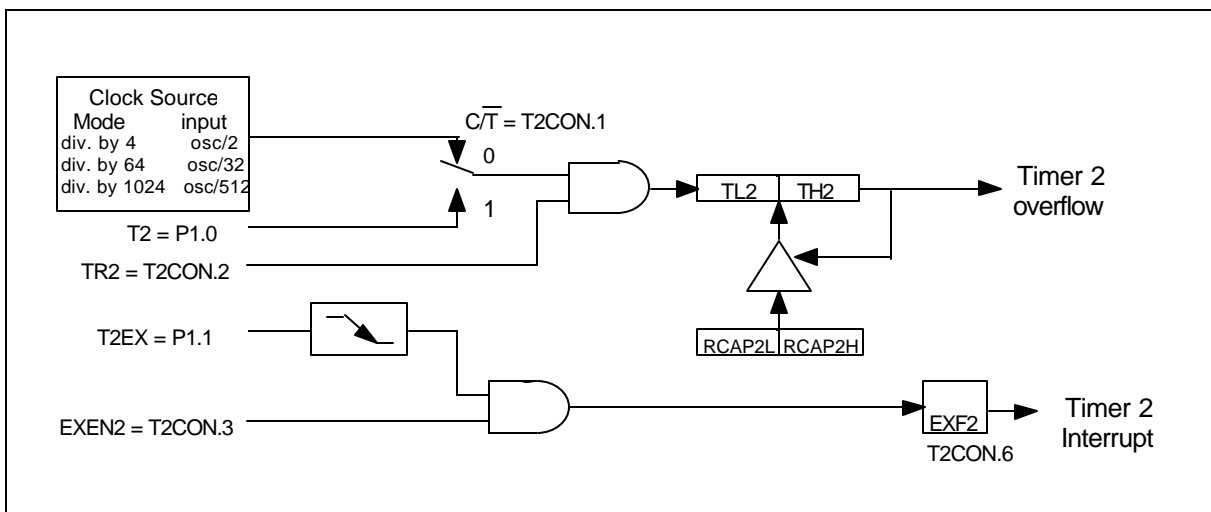 Clock Source
Mode input
div. by 4 osc/2
div. by 64 osc/32
div. by 1024 osc/512
C/T̅ = T2CON.1
0
1
T2 = P1.0
TR2 = T2CON.2
TL2 TH2
Timer 2
overflow
T2EX = P1.1
RCAP2L RCAP2H
EXEN2 = T2CON.3
EXF2
T2CON.6
Timer 2
Interrupt